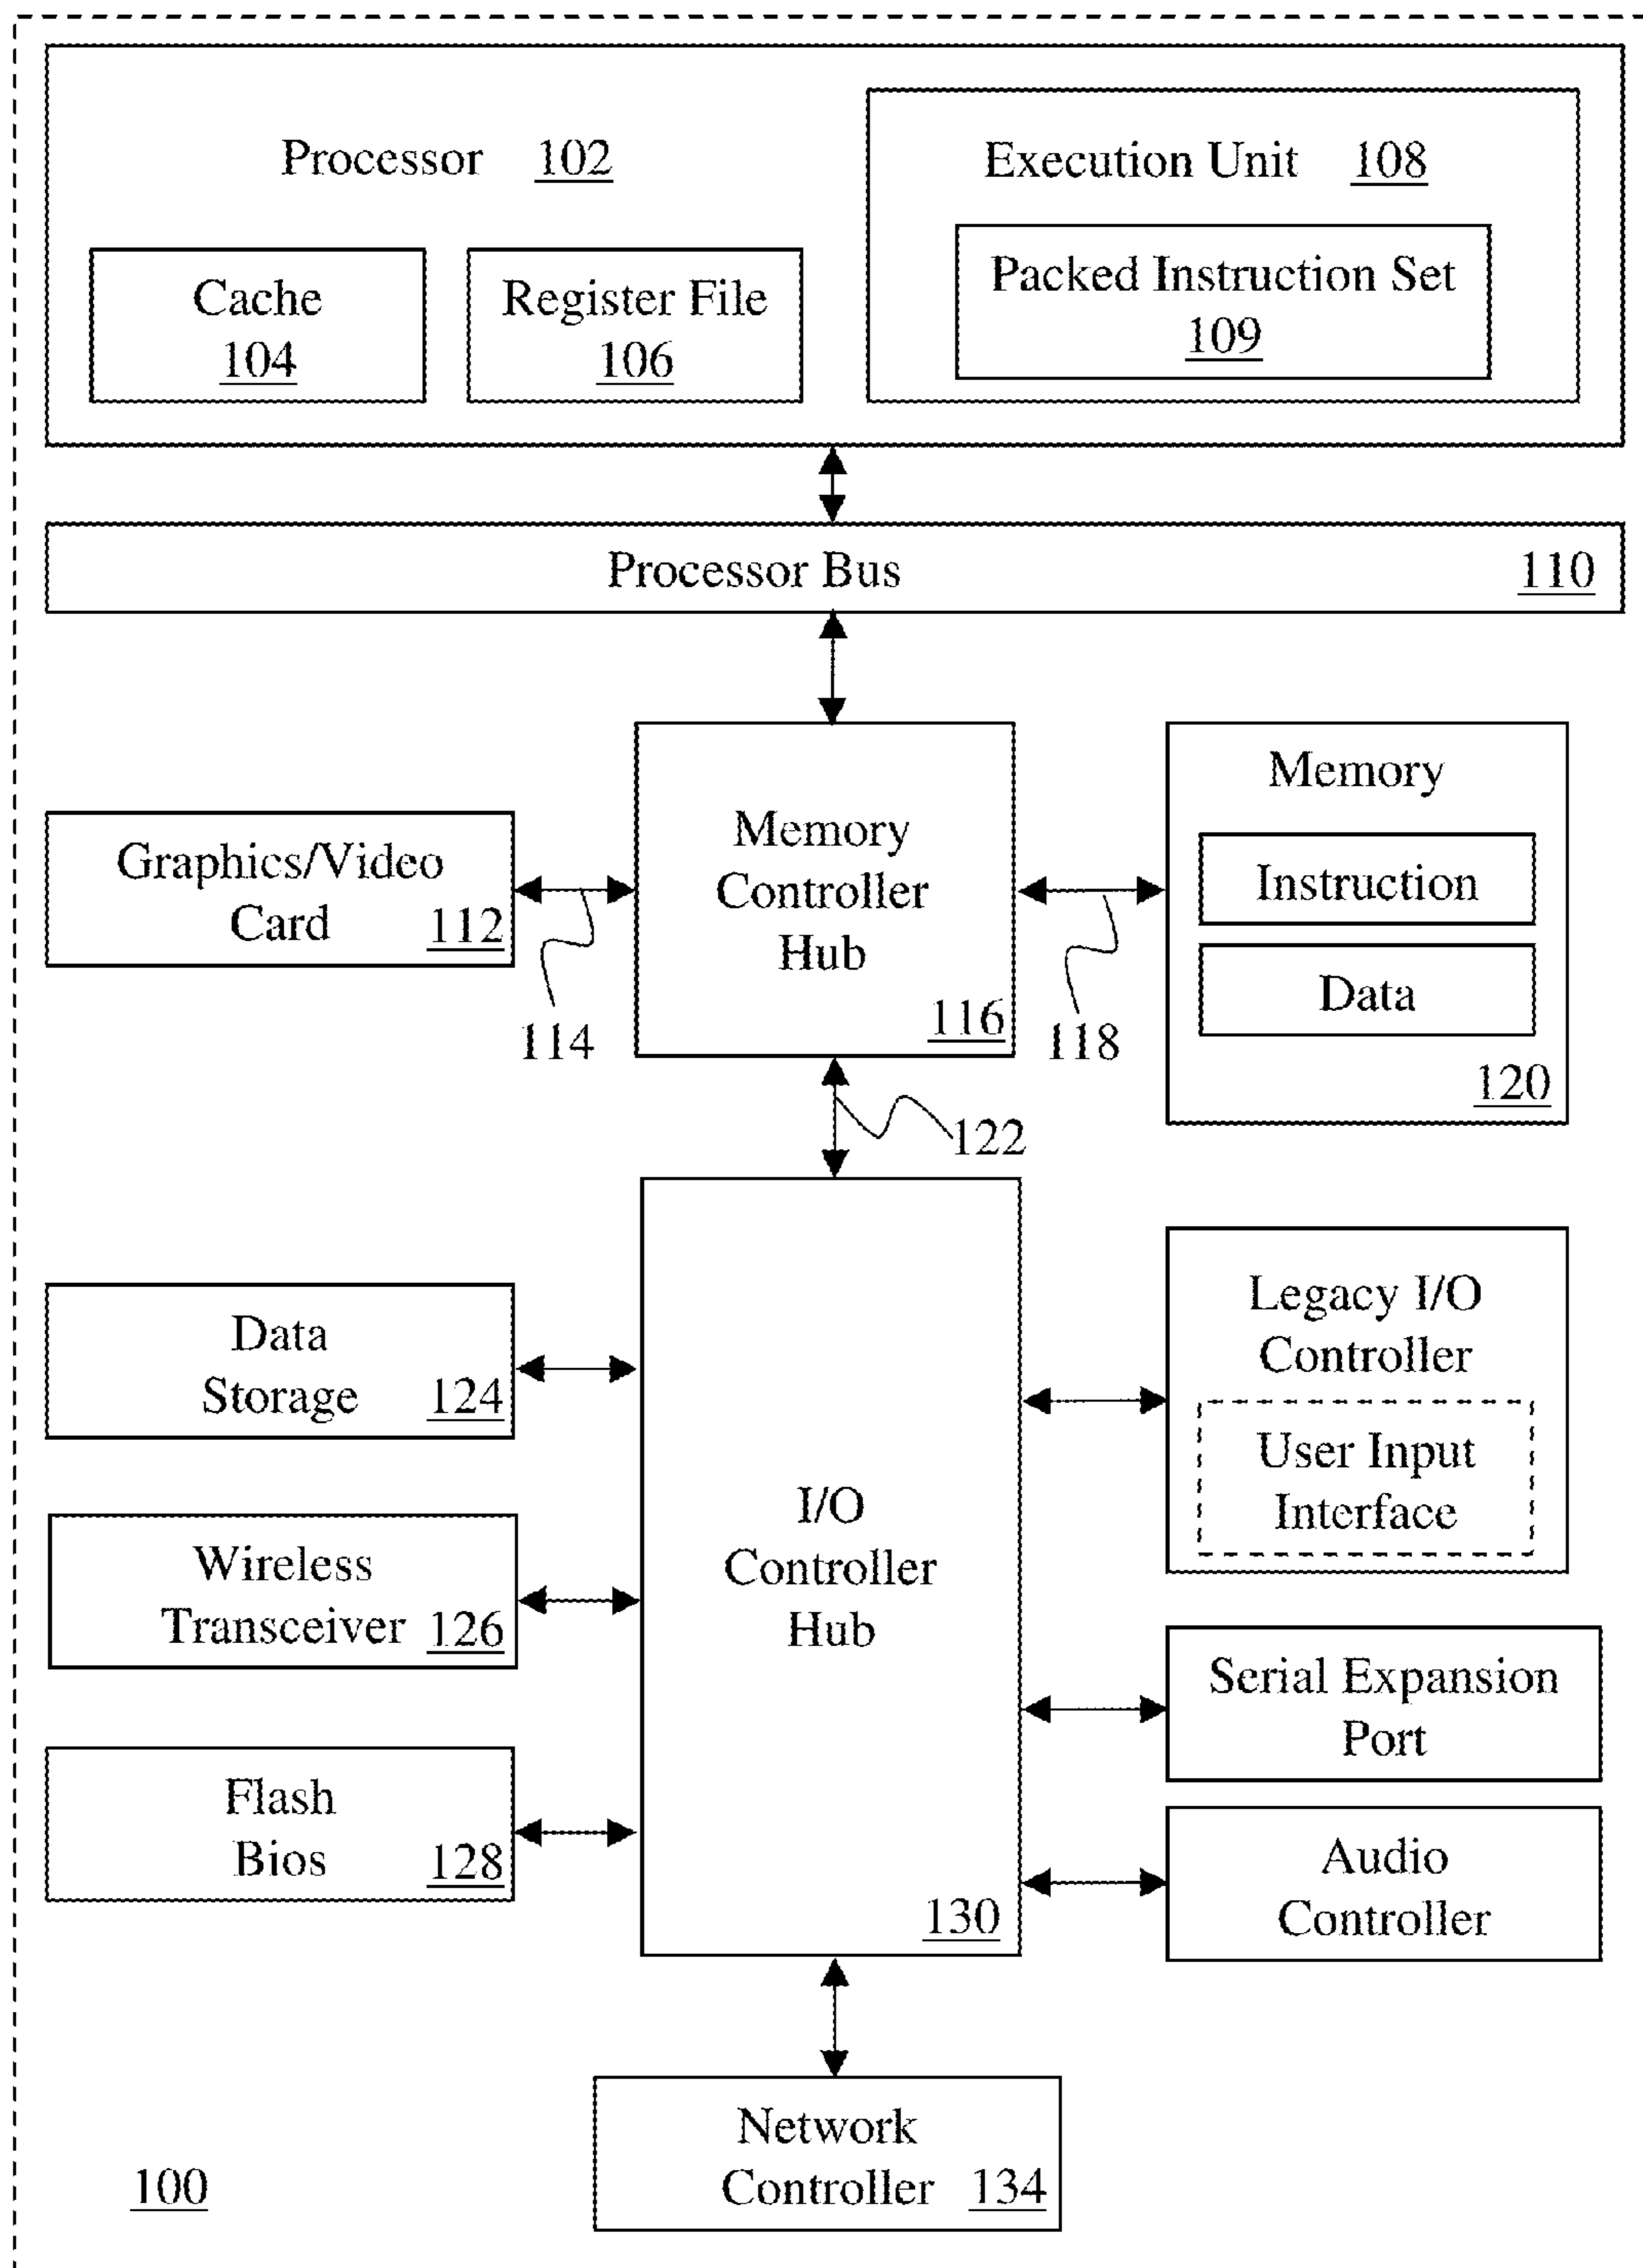 Processor 102
Execution Unit 108
Cache
104
Register File
106
Packed Instruction Set
109
Processor Bus 110
Graphics/Video
Card 112
114
Memory
Controller
Hub
116
118
Memory
Instruction
Data
120
122
Data
Storage 124
Wireless
Transceiver 126
Flash
Bios 128
I/O
Controller
Hub
130
Legacy I/O
Controller
User Input
Interface
Serial Expansion
Port
Audio
Controller
Network
Controller 134
100